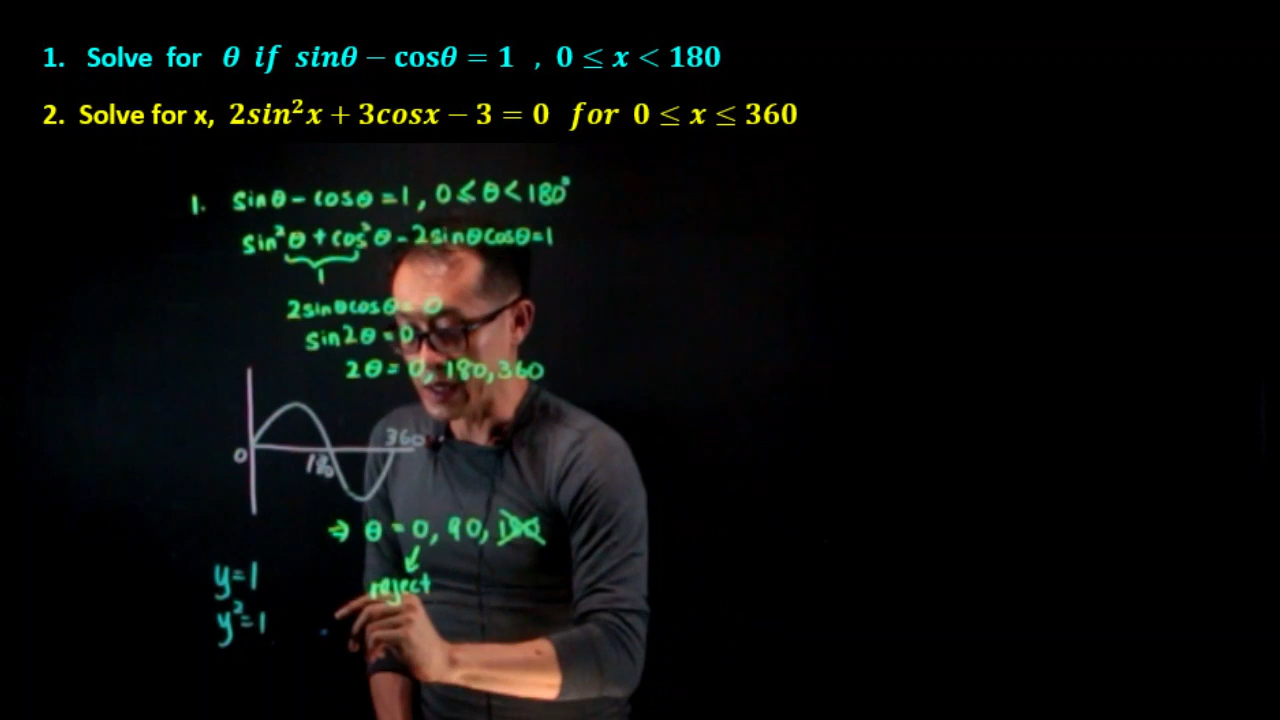 1. Solve for θ if sinθ − cosθ = 1 , 0 ≤ x < 180
2. Solve for x, 2sin²x + 3cosx − 3 = 0 for 0 ≤ x ≤ 360
1. sinθ − cosθ = 1, 0 ≤ θ < 180°
sin²θ + cos²θ − 2sinθcosθ = 1
1
2sinθcosθ = 0
sin2θ = 0
2θ = 0, 180, 360
360
0
180
⇒ θ = 0, 90, 180
reject
y=1
y²=1